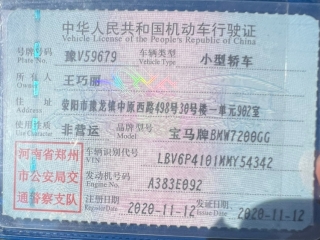 中华人民共和国机动车行驶证
Vehicle License of the People's Republic of China
号牌号码 豫V59679 车辆类型 小型轿车
Plate No. Vehicle Type
所有人 王巧
Owner
住址 荥阳市豫龙镇中原西路498号30号楼一单元902室
Address
使用性质 非营运 品牌型号 宝马牌BMW7200GG
Use Character Model
河南省郑州 车辆识别代号 LBV6P4101MMY54342
VIN
市公安局交 发动机号码 A383E092
Engine No.
通警察支队 注册日期 2020-11-12 发证日期 2020-11-12
Register Date Issue Date